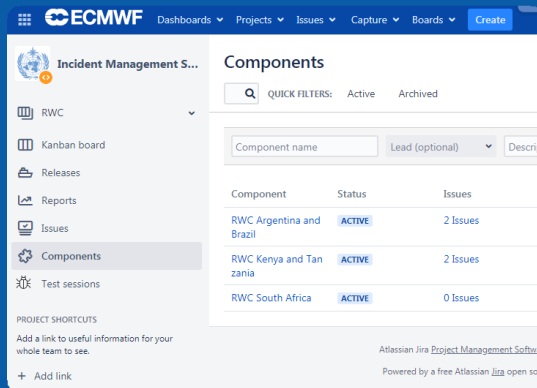 ECMWF Dashboards Projects Issues Capture Boards Create
Incident Management S...
RWC
Kanban board
Releases
Reports
Issues
Components
Test sessions
PROJECT SHORTCUTS
Add a link to useful information for your
whole team to see.
+ Add link
Components
QUICK FILTERS: Active Archived
Component name Lead (optional)
Component Status Issues
RWC Argentina and ACTIVE 2 Issues
Brazil
RWC Kenya and Tan ACTIVE 2 Issues
zania
RWC South Africa ACTIVE 0 Issues
Atlassian Jira Project Management Softw
Powered by a free Atlassian Jira open so